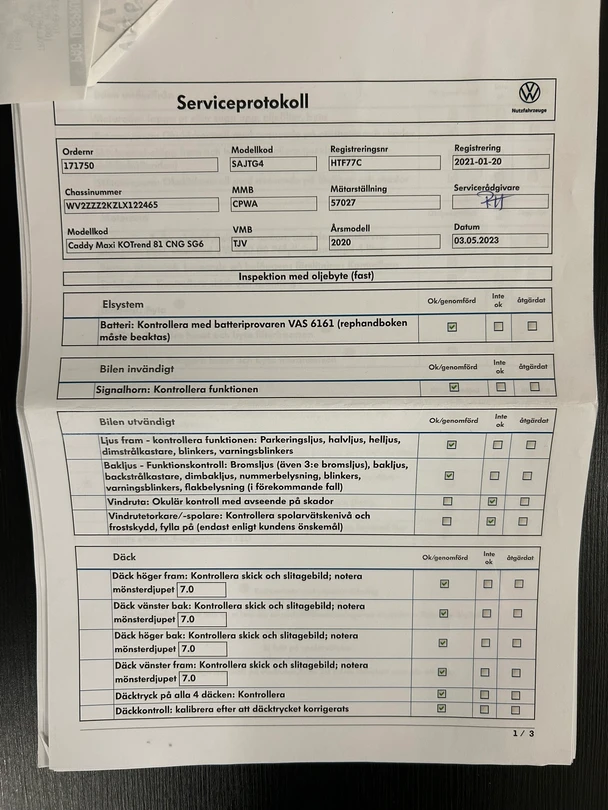 Serviceprotokoll
Nutzfahrzeuge
Ordernr Modellkod Registreringsnr Registrering
171750 SAJTG4 HTF77C 2021-01-20
Chassinummer MMB Mätarställning Servicerådgivare
WV2ZZZ2KZLX122465 CPWA 57027
Modellkod VMB Årsmodell Datum
Caddy Maxi KOTrend 81 CNG SG6 TJV 2020 03.05.2023
Inspektion med oljebyte (fast)
Elsystem Ok/genomförd Inte ok åtgärdat
Batteri: Kontrollera med batteriprovaren VAS 6161 (rephandboken
måste beaktas)
Bilen invändigt Ok/genomförd Inte ok åtgärdat
Signalhorn: Kontrollera funktionen
Bilen utvändigt Ok/genomförd Inte ok åtgärdat
Ljus fram - kontrollera funktionen: Parkeringsljus, halvljus, helljus,
dimstrålkastare, blinkers, varningsblinkers
Bakljus - Funktionskontroll: Bromsljus (även 3:e bromsljus), bakljus,
backstrålkastare, dimbakljus, nummerbelysning, blinkers,
varningsblinkers, flakbelysning (i förekommande fall)
Vindruta: Okulär kontroll med avseende på skador
Vindrutetorkare/-spolare: Kontrollera spolarvätskenivå och
frostskydd, fylla på (endast enligt kundens önskemål)
Däck Ok/genomförd Inte ok åtgärdat
Däck höger fram: Kontrollera skick och slitagebild; notera
mönsterdjupet 7.0
Däck vänster bak: Kontrollera skick och slitagebild; notera
mönsterdjupet 7.0
Däck höger bak: Kontrollera skick och slitagebild; notera
mönsterdjupet 7.0
Däck vänster fram: Kontrollera skick och slitagebild; notera
mönsterdjupet 7.0
Däcktryck på alla 4 däcken: Kontrollera
Däckkontroll: kalibrera efter att däcktrycket korrigerats
1 / 3